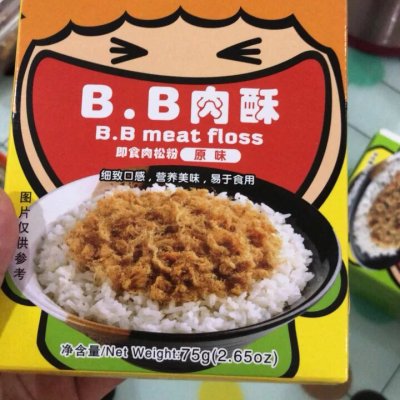 B.B肉酥
B.B meat floss
即食肉松粉 原味
细致口感，营养美味，易于食用
图片仅供参考
净含量/Net Weight:75g(2.65oz)